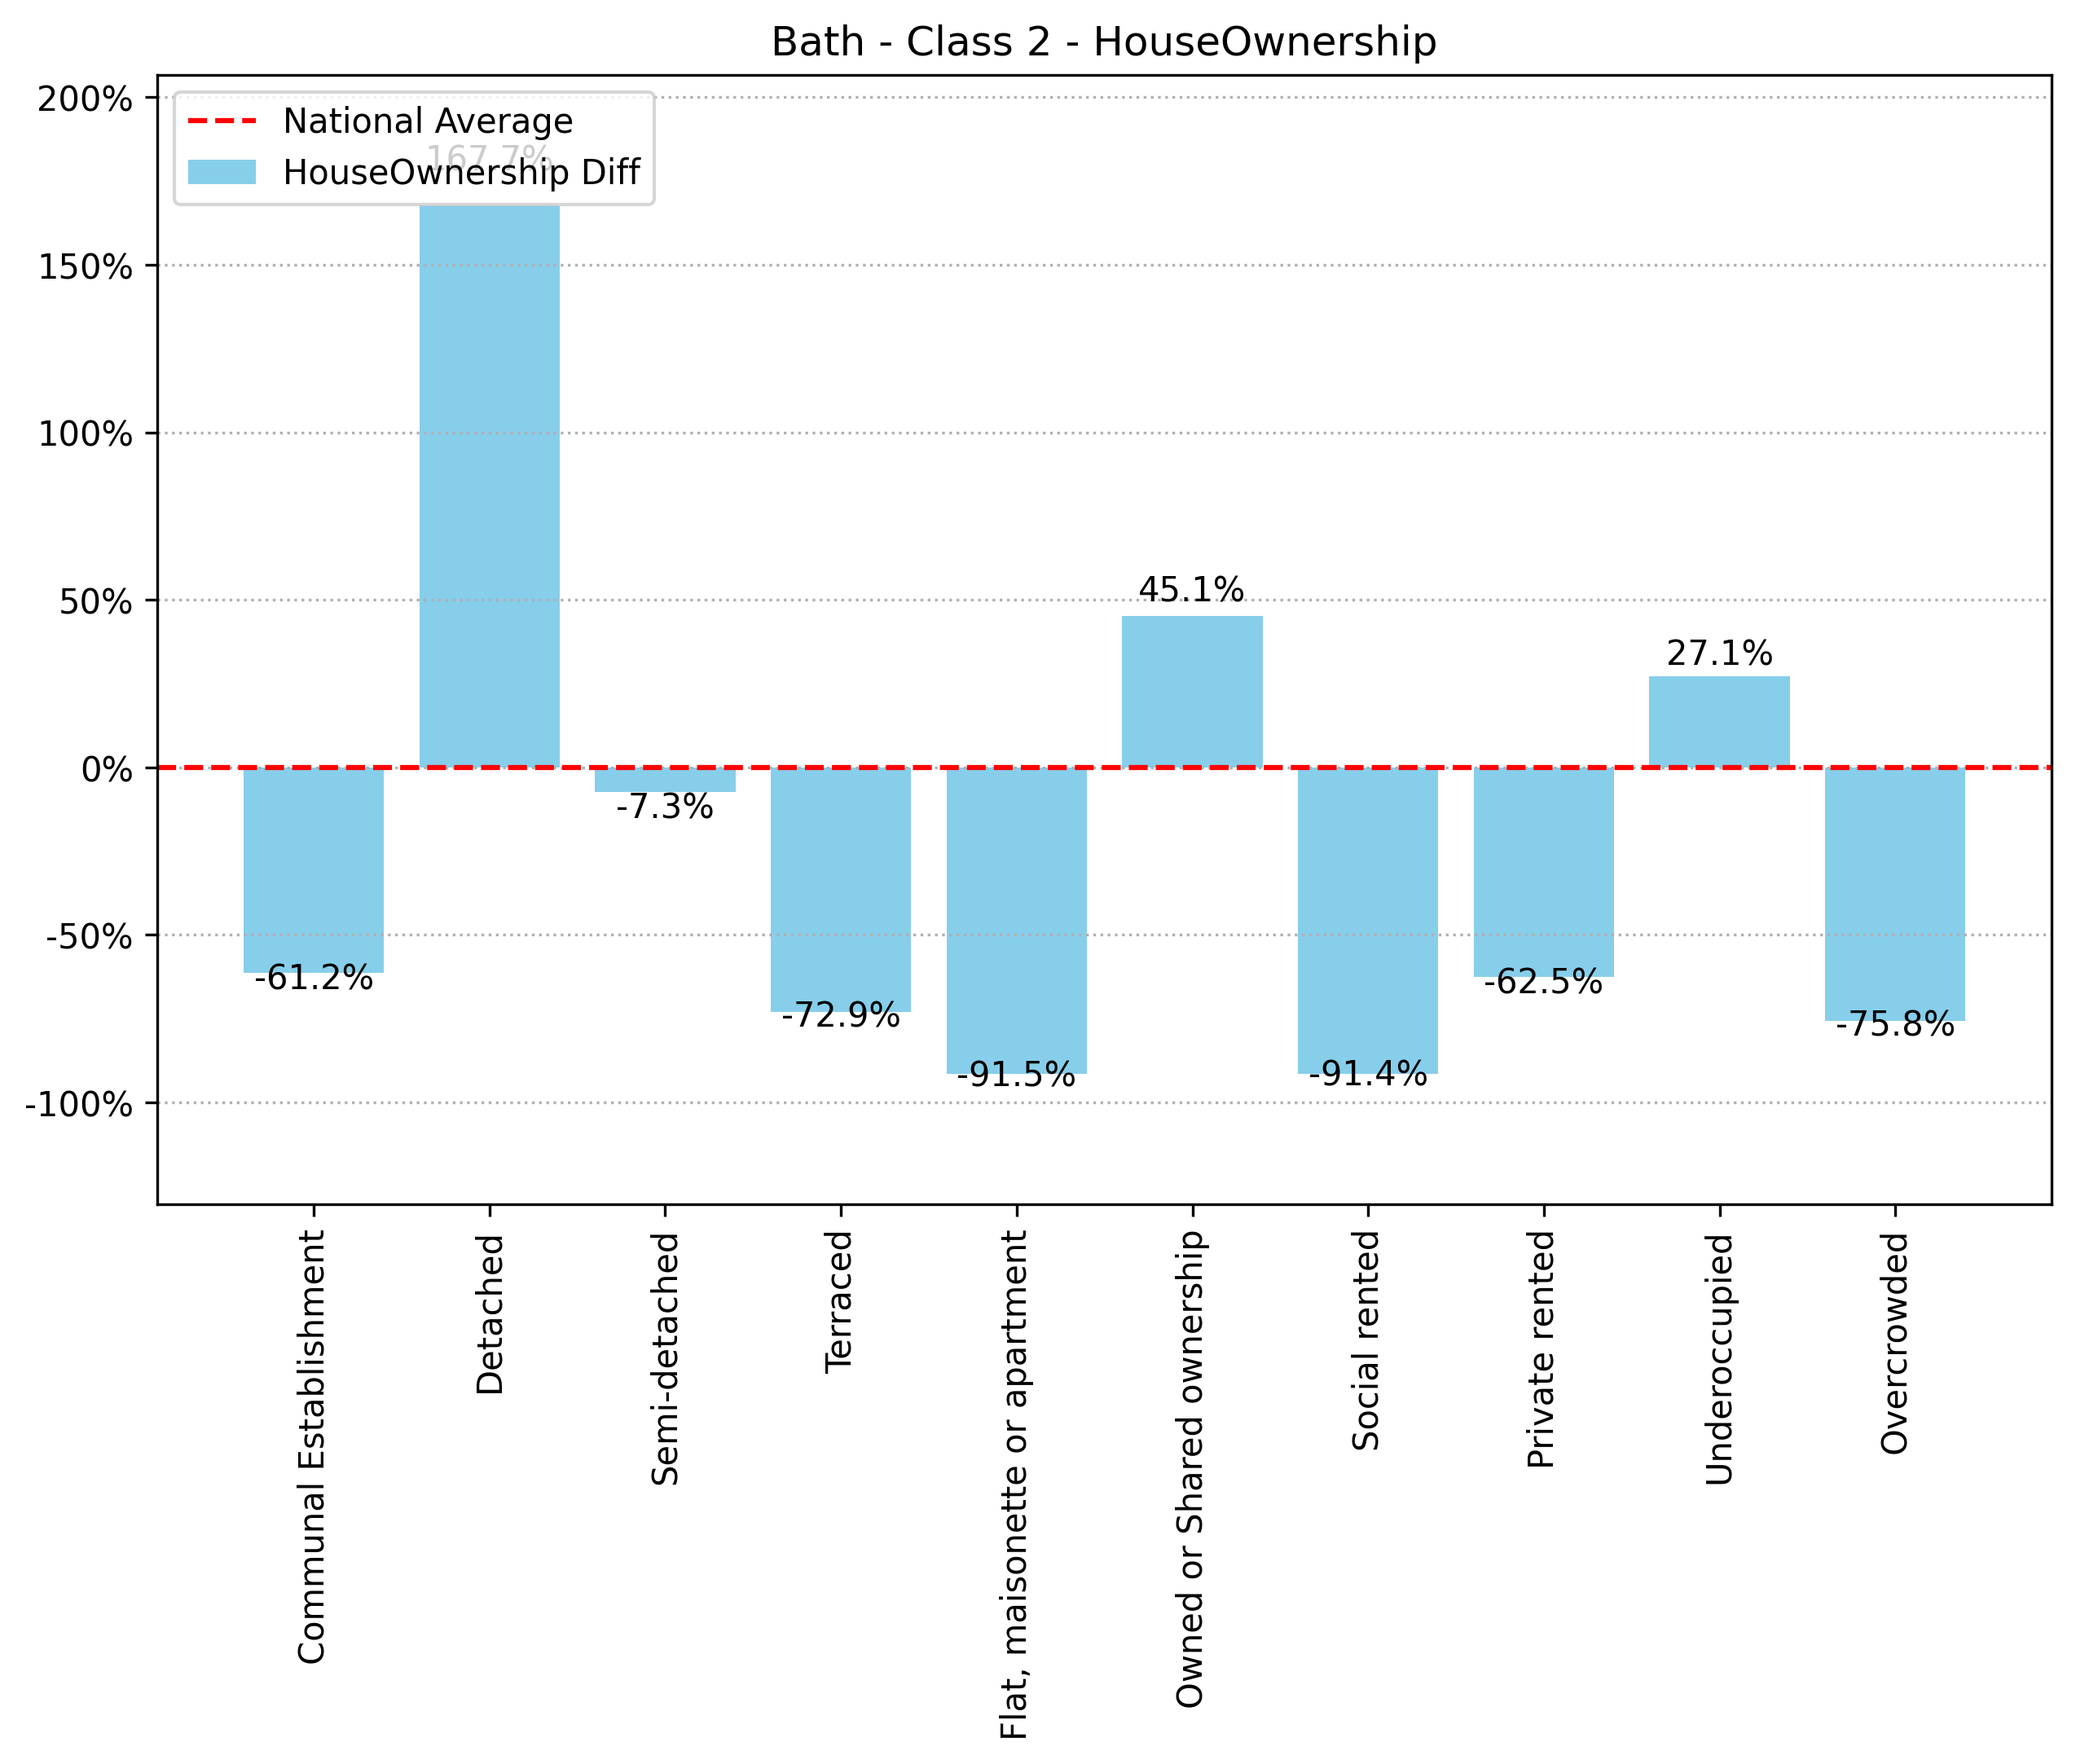 Bath - Class 2 - HouseOwnership
National Average
HouseOwnership Diff
200%
150%
100%
50%
0%
-50%
-100%
-61.2%
167.7%
-7.3%
-72.9%
-91.5%
45.1%
-91.4%
-62.5%
27.1%
-75.8%
Communal Establishment
Detached
Semi-detached
Terraced
Flat, maisonette or apartment
Owned or Shared ownership
Social rented
Private rented
Underoccupied
Overcrowded